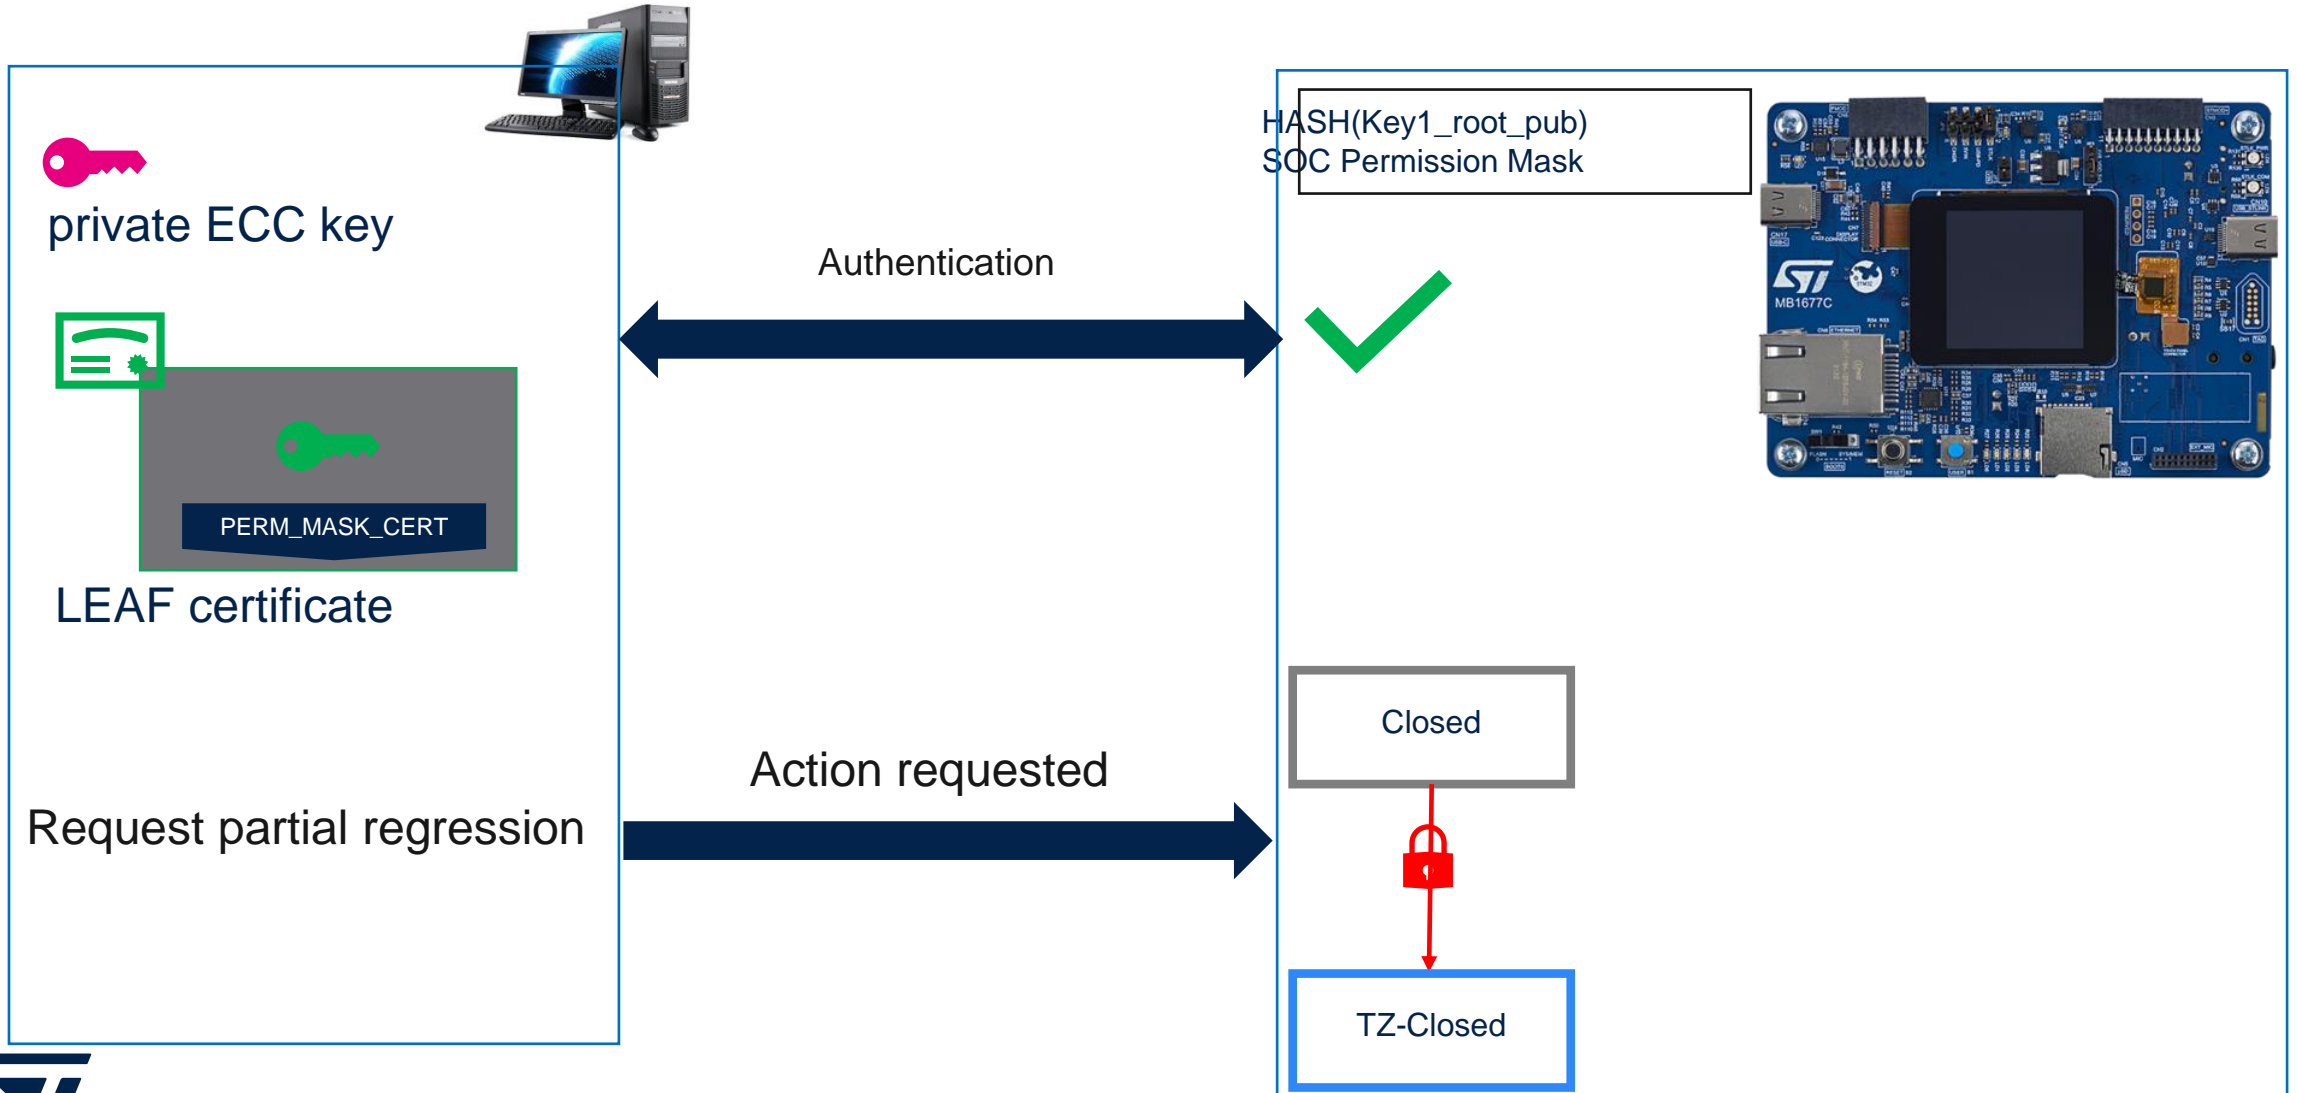 private ECC key
PERM_MASK_CERT
LEAF certificate
Request partial regression
Authentication
Action requested
HASH(Key1_root_pub)
SOC Permission Mask
Closed
TZ-Closed
MB1677C